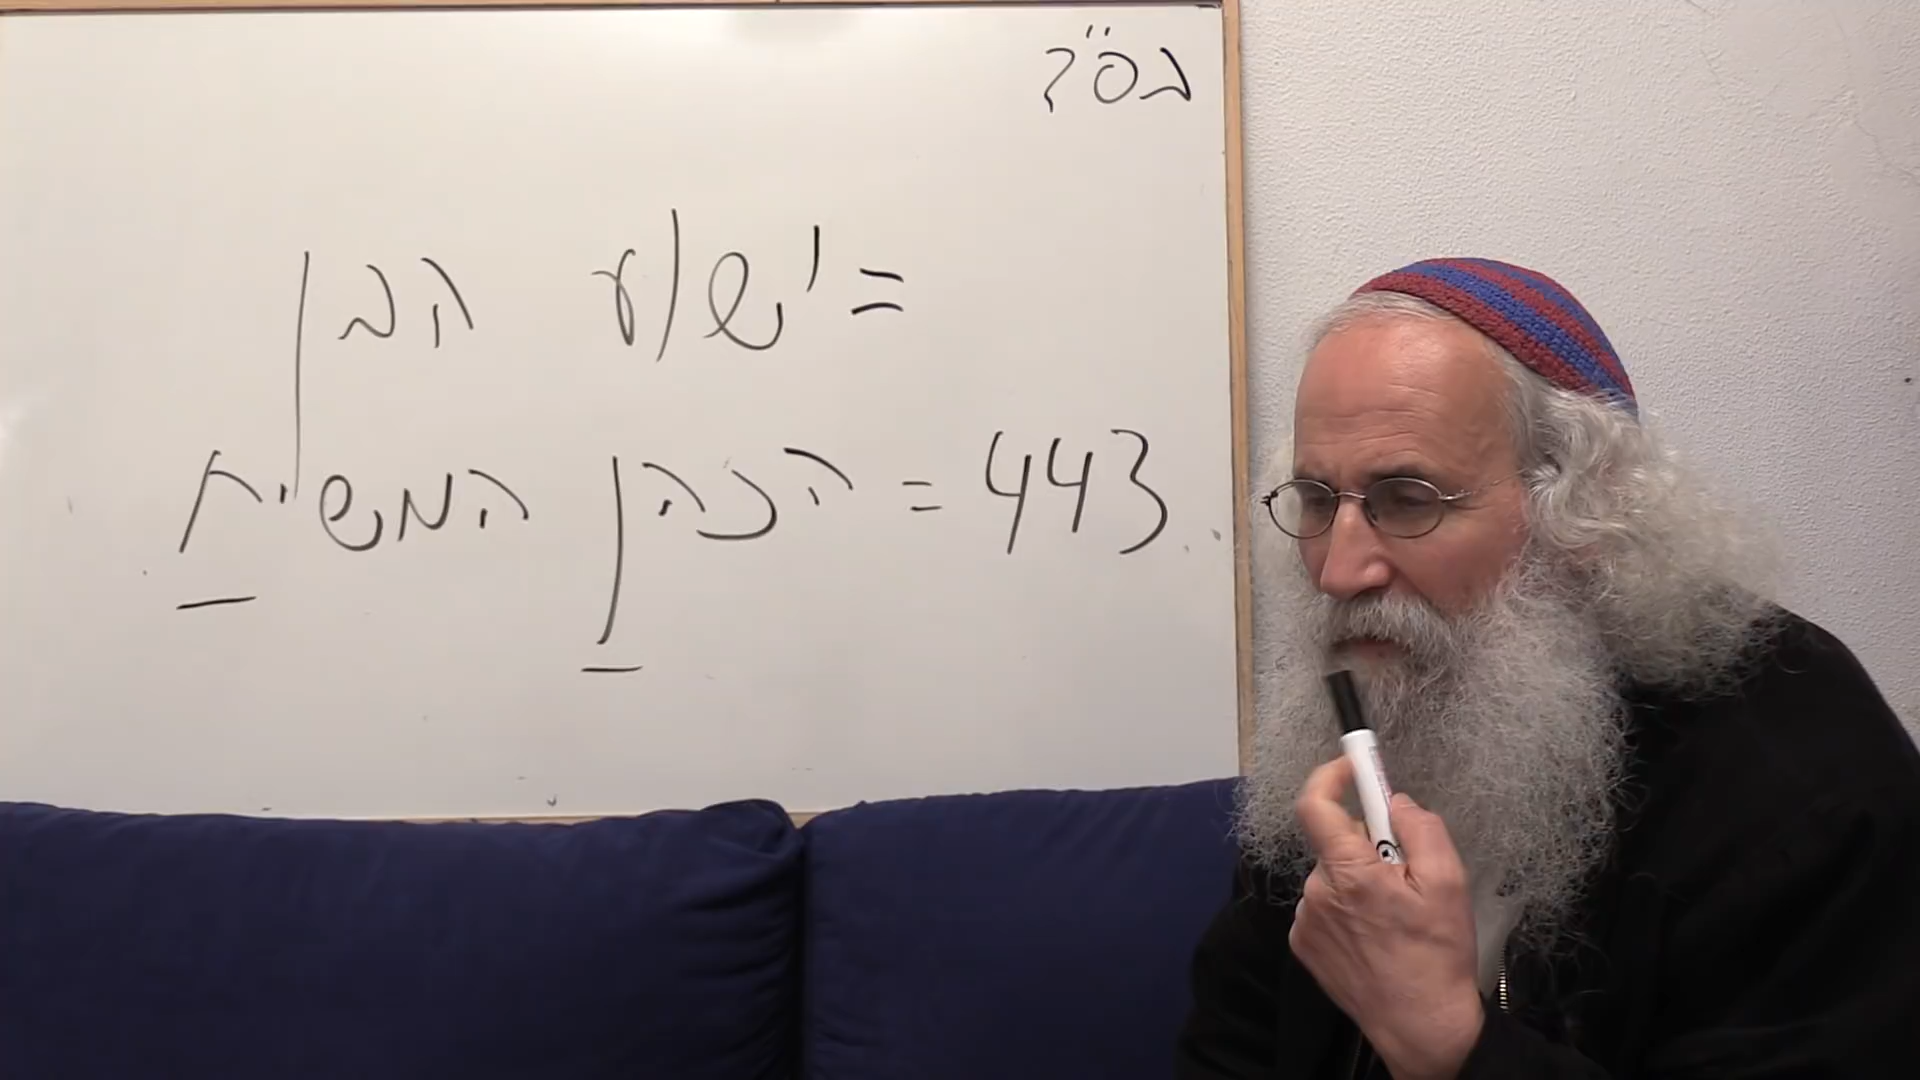 בס"ד
= ישוע הבן
443 = הכהן המשיח